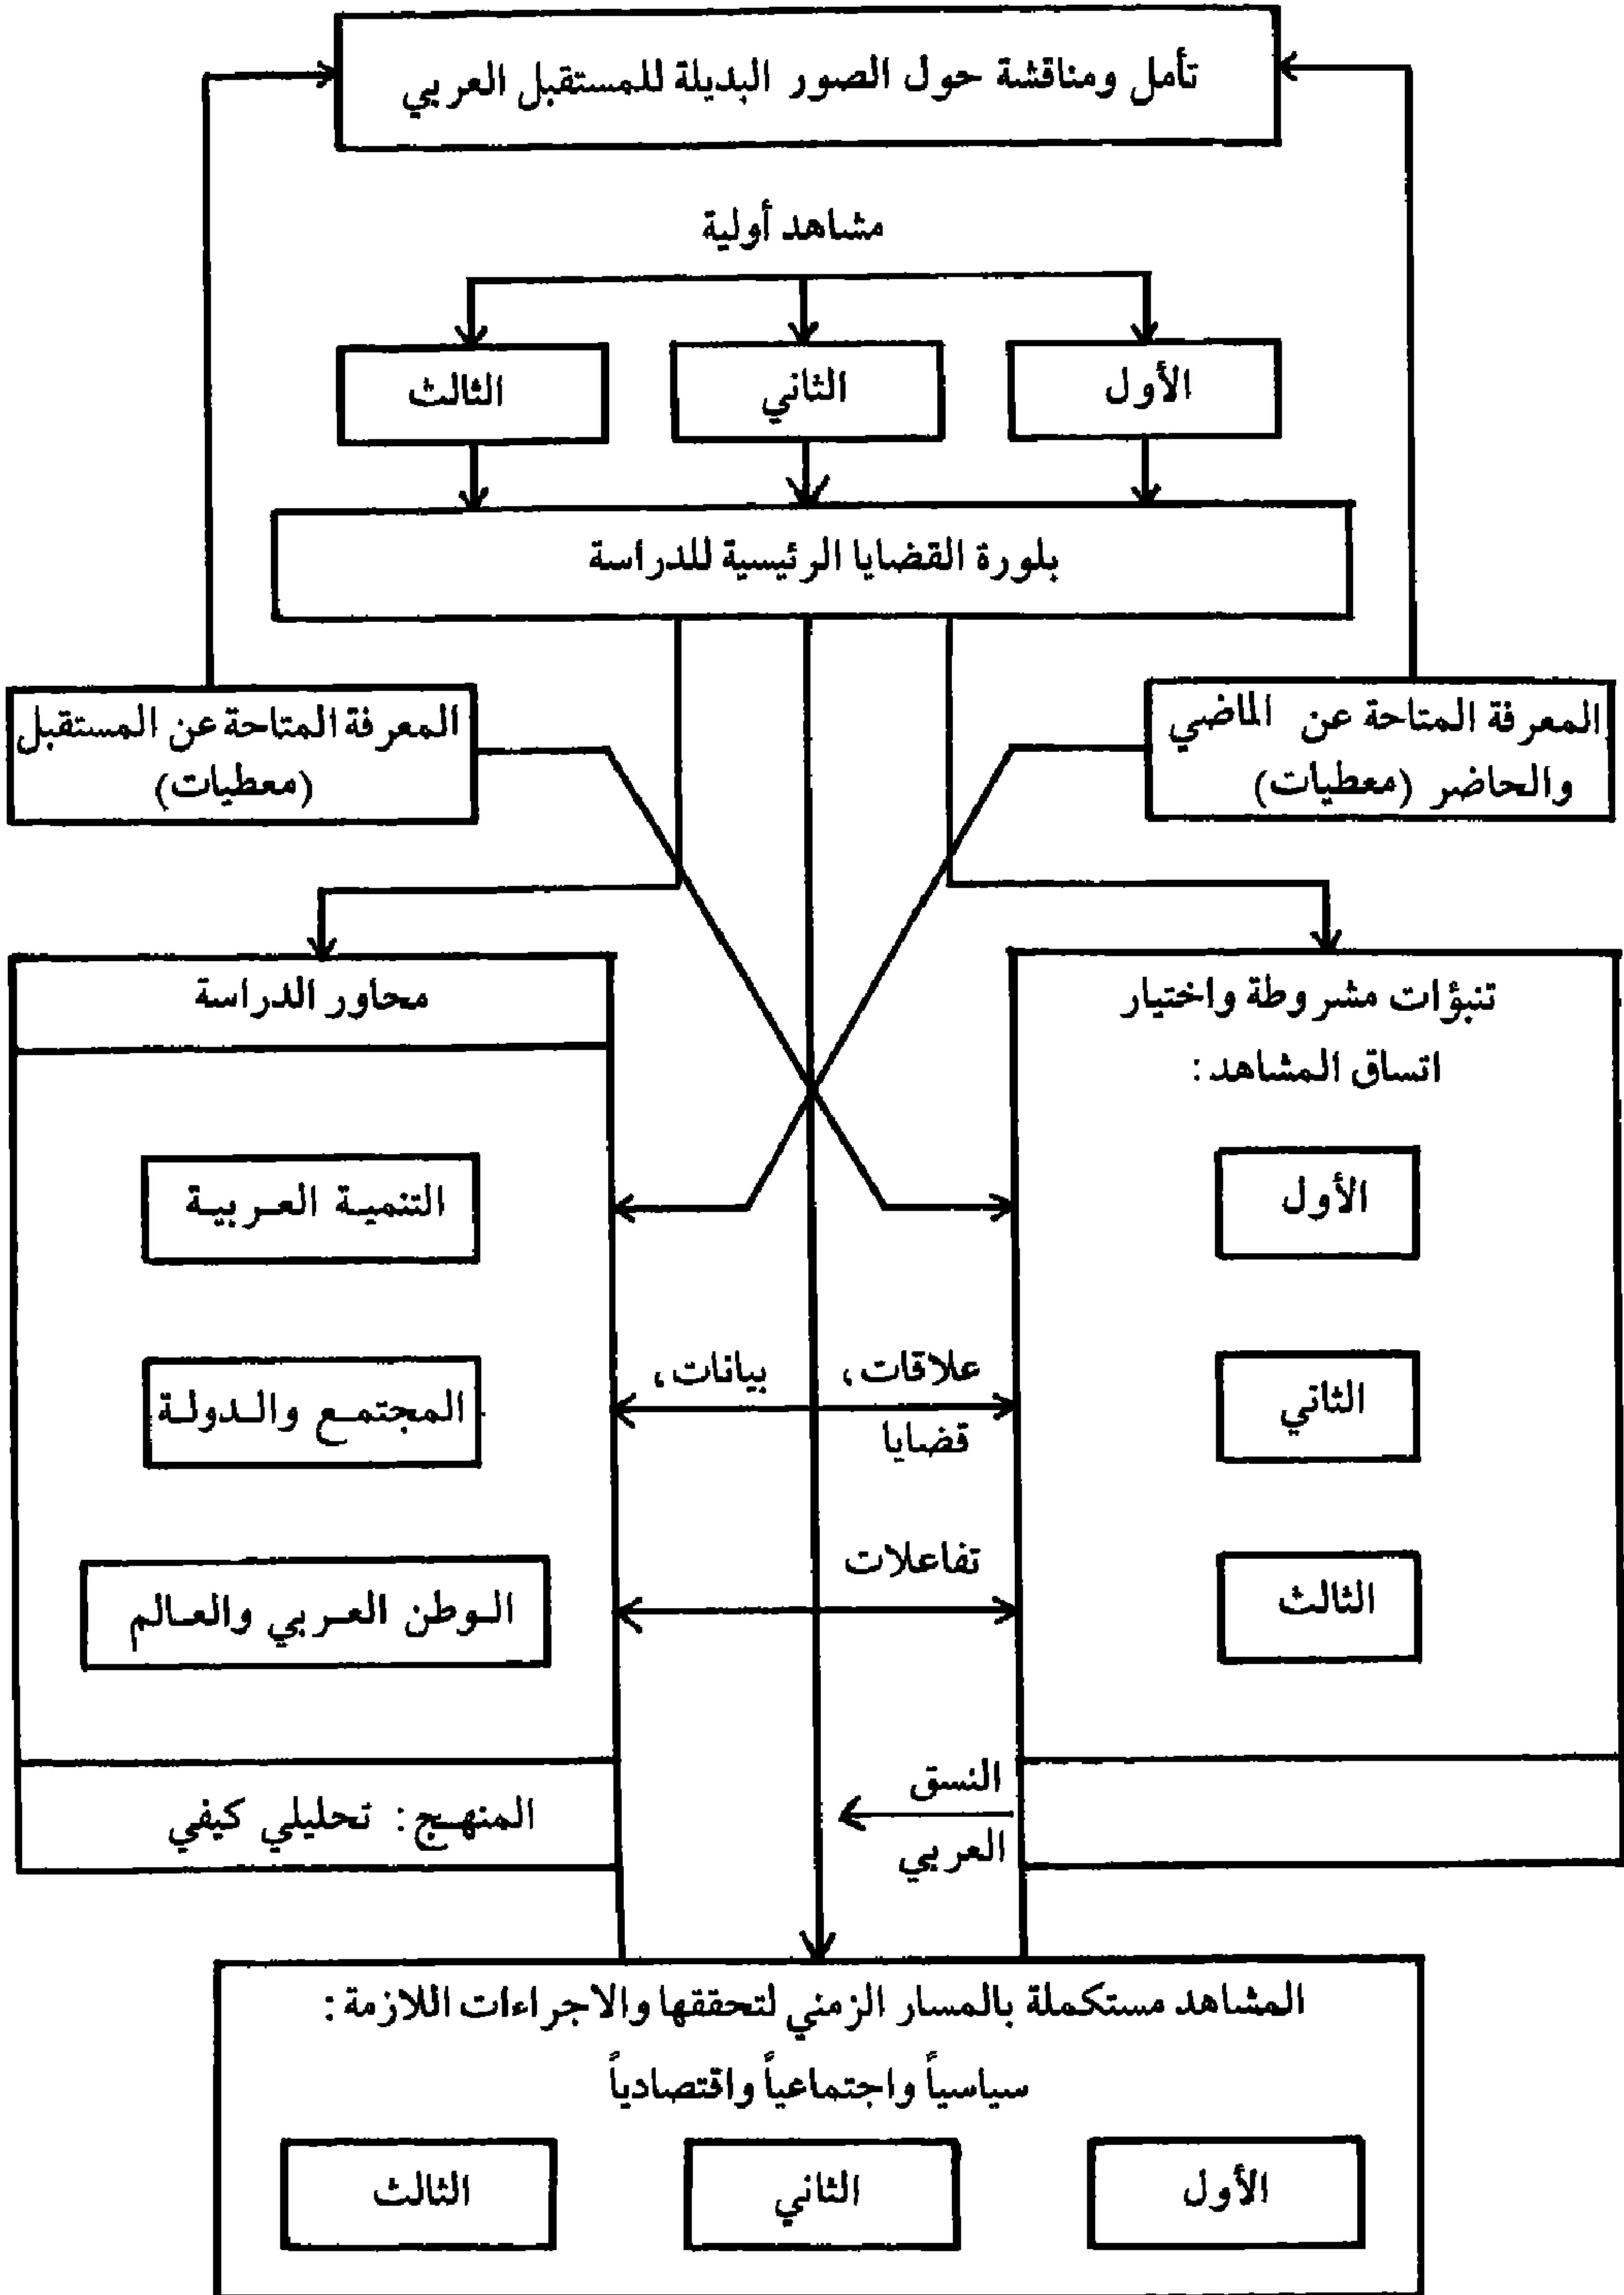 تأمل ومناقشة حول الصور البديلة للمستقبل العربي
مشاهد أولية
الأول
الثاني
الثالث
بلورة القضايا الرئيسية للدراسة
المعرفة المتاحة عن الماضي
والحاضر (معطيات)
المعرفة المتاحة عن المستقبل
(معطيات)
تنبؤات مشروطة واختيار
اتساق المشاهد :
الأول
الثاني
الثالث
محاور الدراسة
التنمية العربية
المجتمع والدولة
الوطن العربي والعالم
المنهج : تحليلي كيفي
علاقات ، بيانات ،
قضايا
تفاعلات
النسق
العربي
المشاهد مستكملة بالمسار الزمني لتحققها والاجراءات اللازمة :
سياسياً واجتماعياً واقتصادياً
الأول
الثاني
الثالث